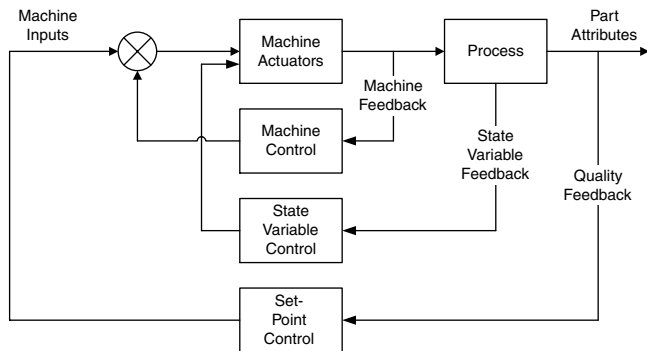 Machine
Inputs
Part
Attributes
Machine
Actuators
Process
Machine
Feedback
Machine
Control
State
Variable
Feedback
Quality
Feedback
State
Variable
Control
Set-
Point
Control